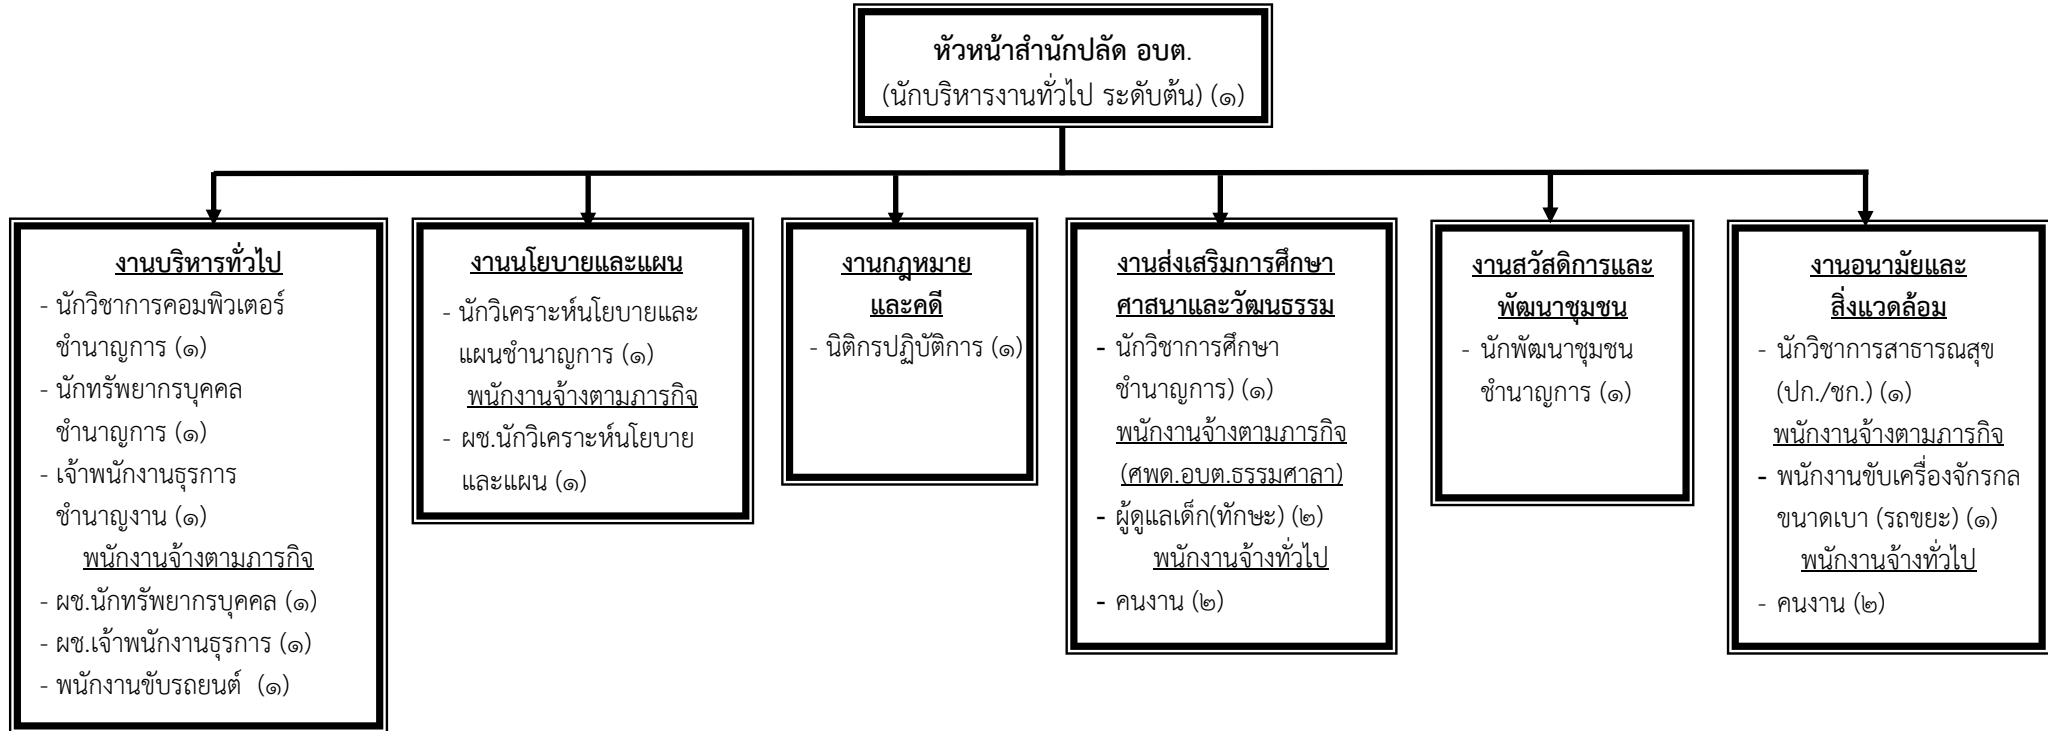 หัวหน้าสำนักปลัด อบต.
(นักบริหารงานทั่วไป ระดับต้น) (๑)
งานบริหารทั่วไป
- นักวิชาการคอมพิวเตอร์
ชำนาญการ (๑)
- นักทรัพยากรบุคคล
ชำนาญการ (๑)
- เจ้าพนักงานธุรการ
ชำนาญงาน (๑)
พนักงานจ้างตามภารกิจ
- ผช.นักทรัพยากรบุคคล (๑)
- ผช.เจ้าพนักงานธุรการ (๑)
- พนักงานขับรถยนต์ (๑)
งานนโยบายและแผน
- นักวิเคราะห์นโยบายและ
แผนชำนาญการ (๑)
พนักงานจ้างตามภารกิจ
- ผช.นักวิเคราะห์นโยบาย
และแผน (๑)
งานกฎหมาย
และคดี
- นิติกรปฏิบัติการ (๑)
งานส่งเสริมการศึกษา
ศาสนาและวัฒนธรรม
- นักวิชาการศึกษา
ชำนาญการ) (๑)
พนักงานจ้างตามภารกิจ
(ศพด.อบต.ธรรมศาลา)
- ผู้ดูแลเด็ก(ทักษะ) (๒)
พนักงานจ้างทั่วไป
- คนงาน (๒)
งานสวัสดิการและ
พัฒนาชุมชน
- นักพัฒนาชุมชน
ชำนาญการ (๑)
งานอนามัยและ
สิ่งแวดล้อม
- นักวิชาการสาธารณสุข
(ปก./ชก.) (๑)
พนักงานจ้างตามภารกิจ
- พนักงานขับเครื่องจักรกล
ขนาดเบา (รถขยะ) (๑)
พนักงานจ้างทั่วไป
- คนงาน (๒)